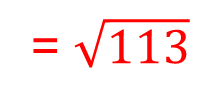 = √113